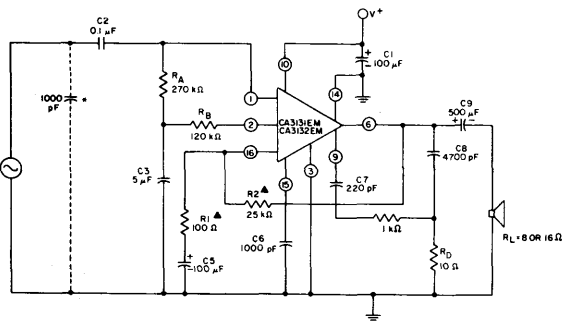 C2
0.1 μF
V+
+
C1
-100 μF
10
14
1000
pF
*
RA
270 kΩ
1
RB
120 kΩ
2
CA3131EM
CA3132EM
6
C9
500 μF
+ -
16
9
C8
4700 pF
C3
5 μF
15
3
C7
220 pF
R2▲
25 kΩ
R1▲
100 Ω
C6
1000 pF
1 kΩ
RL = 8 OR 16 Ω
+
C5
-100 μF
RD
10 Ω